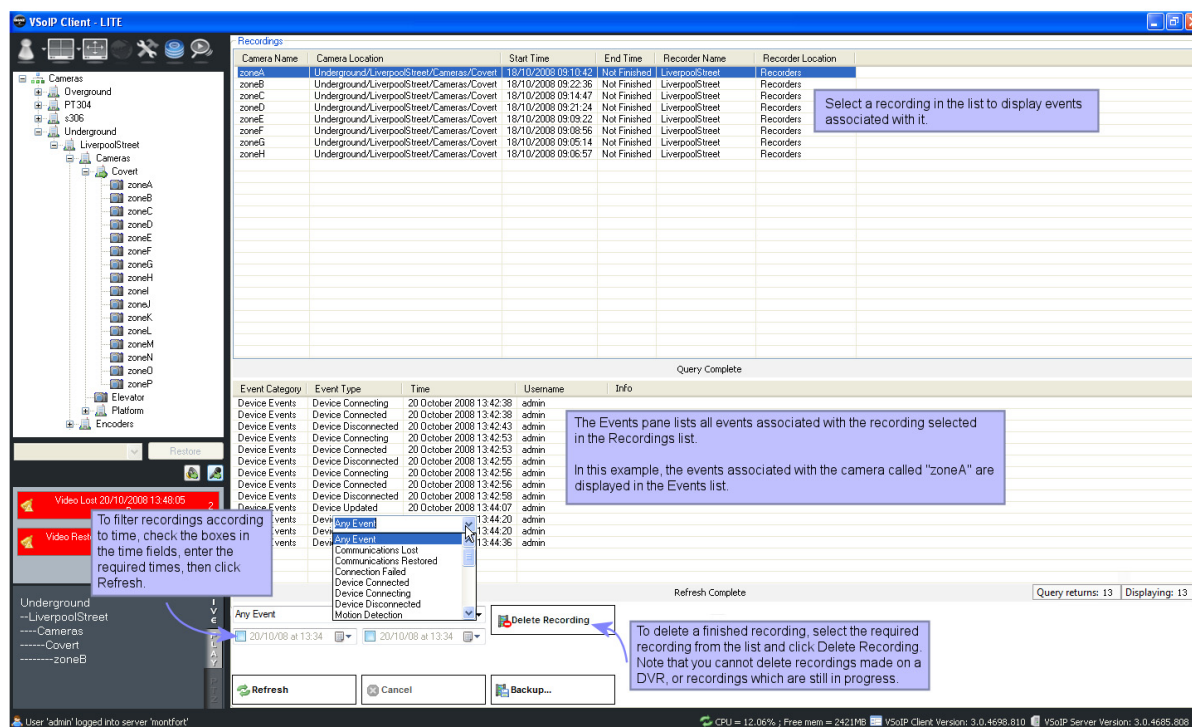 VSoIP Client - LITE
Cameras
Overground
PT304
s306
Underground
LiverpoolStreet
Cameras
Covert
zoneA
zoneB
zoneC
zoneD
zoneE
zoneF
zoneG
zoneH
zoneI
zoneJ
zoneK
zoneL
zoneM
zoneN
zoneO
zoneP
Elevator
Platform
Encoders
Restore
Video Lost 20/10/2008 13:48:05
2
Video Rest
To filter recordings according
to time, check the boxes in
the time fields, enter the
required times, then click
Refresh.
Underground
--LiverpoolStreet
----Cameras
------Covert
--------zoneB
LIVE
PLAY
PTZ
Recordings
Camera Name Camera Location Start Time End Time Recorder Name Recorder Location
zoneA Underground/LiverpoolStreet/Cameras/Covert 18/10/2008 09:10:42 Not Finished LiverpoolStreet Recorders
zoneB Underground/LiverpoolStreet/Cameras/Covert 18/10/2008 09:22:36 Not Finished LiverpoolStreet Recorders
zoneC Underground/LiverpoolStreet/Cameras/Covert 18/10/2008 09:14:47 Not Finished LiverpoolStreet Recorders
zoneD Underground/LiverpoolStreet/Cameras/Covert 18/10/2008 09:21:24 Not Finished LiverpoolStreet Recorders
zoneE Underground/LiverpoolStreet/Cameras/Covert 18/10/2008 09:09:22 Not Finished LiverpoolStreet Recorders
zoneF Underground/LiverpoolStreet/Cameras/Covert 18/10/2008 09:08:56 Not Finished LiverpoolStreet Recorders
zoneG Underground/LiverpoolStreet/Cameras/Covert 18/10/2008 09:05:14 Not Finished LiverpoolStreet Recorders
zoneH Underground/LiverpoolStreet/Cameras/Covert 18/10/2008 09:06:57 Not Finished LiverpoolStreet Recorders
Select a recording in the list to display events
associated with it.
Query Complete
Event Category Event Type Time Username Info
Device Events Device Connecting 20 October 2008 13:42:38 admin
Device Events Device Connected 20 October 2008 13:42:38 admin
Device Events Device Disconnected 20 October 2008 13:42:43 admin
Device Events Device Connecting 20 October 2008 13:42:53 admin
Device Events Device Connected 20 October 2008 13:42:53 admin
Device Events Device Disconnected 20 October 2008 13:42:55 admin
Device Events Device Connecting 20 October 2008 13:42:56 admin
Device Events Device Connected 20 October 2008 13:42:56 admin
Device Events Device Disconnected 20 October 2008 13:42:58 admin
Device Events Device Updated 20 October 2008 13:44:07 admin
Events Devi 13:44:20 admin
Events Devi 13:44:20 admin
Events Devi 13:44:36 admin
The Events pane lists all events associated with the recording selected
in the Recordings list.
In this example, the events associated with the camera called "zoneA" are
displayed in the Events list.
Any Event
Any Event
Communications Lost
Communications Restored
Connection Failed
Device Connected
Device Connecting
Device Disconnected
Motion Detection
Refresh Complete
Query returns: 13 Displaying: 13
Any Event
20/10/08 at 13:34 20/10/08 at 13:34
Delete Recording
To delete a finished recording, select the required
recording from the list and click Delete Recording.
Note that you cannot delete recordings made on a
DVR, or recordings which are still in progress.
Refresh Cancel Backup...
User 'admin' logged into server 'montfort'
CPU = 12.06% ; Free mem = 2421MB VSoIP Client Version: 3.0.4698.810 VSoIP Server Version: 3.0.4685.808